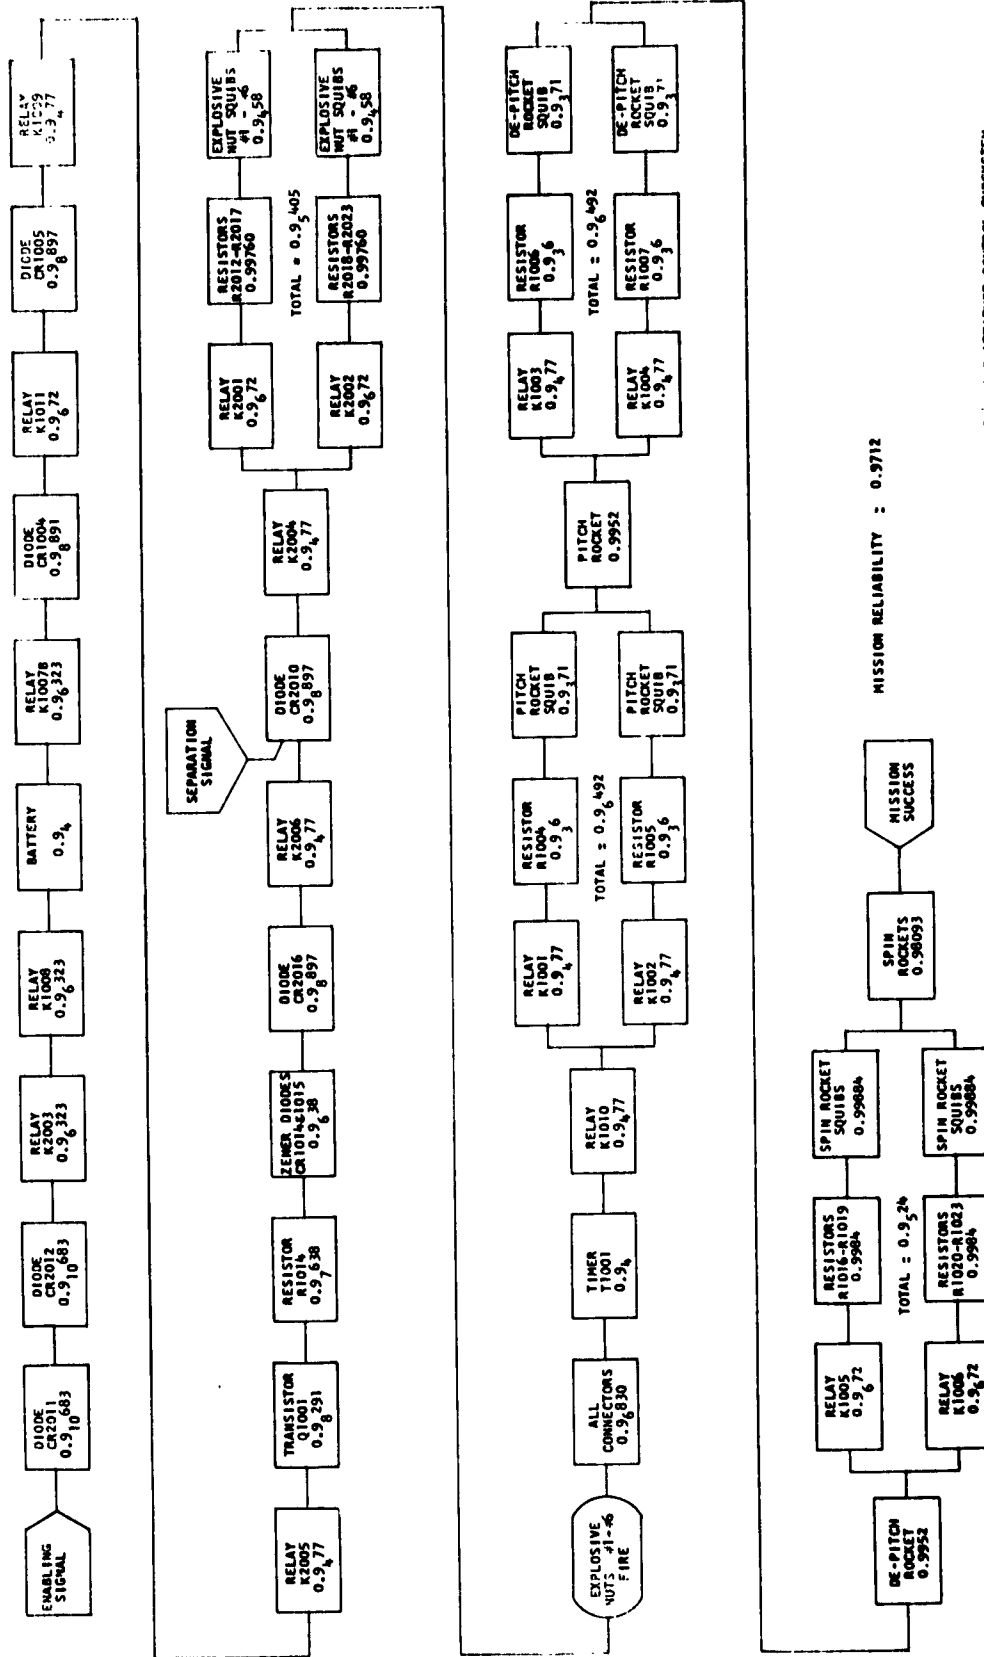 ENABLING
SIGNAL
DIODE
CR2011
0.9₁₀683
DIODE
CR2012
0.9₁₀683
RELAY
K2003
0.9₆323
RELAY
K1008
0.9₆323
BATTERY
0.9₄
RELAY
K1007B
0.9₆323
DIODE
CR1004
0.9₈891
RELAY
K1011
0.9₆72
DIODE
CR1005
0.9₈897
RELAY
K1009
0.9₄77
RELAY
K2005
0.9₄77
TRANSISTOR
Q1001
0.9₈291
RESISTOR
R1014
0.9₇638
ZENER DIODES
CR1014&1015
0.9₆38
DIODE
CR2016
0.9₈897
RELAY
K2006
0.9₄77
SEPARATION
SIGNAL
DIODE
CR2010
0.9₈897
RELAY
K2004
0.9₄77
RELAY
K2001
0.9₆72
RESISTORS
R2012-R2017
0.99760
EXPLOSIVE
NUT SQUIBS
#1 - #6
0.9₄58
TOTAL = 0.9₅405
RELAY
K2002
0.9₆72
RESISTORS
R2018-R2023
0.99760
EXPLOSIVE
NUT SQUIBS
#1 - #6
0.9₄58
EXPLOSIVE
NUTS #1-#6
FIRE
ALL
CONNECTORS
0.9₆830
TIMER
T1001
0.9₄
RELAY
K1010
0.9₄77
RELAY
K1001
0.9₄77
RESISTOR
R1004
0.9₃6
PITCH
ROCKET
SQUIB
0.9₃71
TOTAL = 0.9₆492
RELAY
K1002
0.9₄77
RESISTOR
R1005
0.9₃6
PITCH
ROCKET
SQUIB
0.9₃71
PITCH
ROCKET
0.9952
RELAY
K1003
0.9₄77
RESISTOR
R1006
0.9₃6
DE-PITCH
ROCKET
SQUIB
0.9₃71
TOTAL = 0.9₆492
RELAY
K1004
0.9₄77
RESISTOR
R1007
0.9₃6
DE-PITCH
ROCKET
SQUIB
0.9₃71
DE-PITCH
ROCKET
0.9952
RELAY
K1005
0.9₆72
RESISTORS
R1016-R1019
0.9984
SPIN ROCKET
SQUIBS
0.99884
TOTAL = 0.9₅24
RELAY
K1006
0.9₆72
RESISTORS
R1020-R1023
0.9984
SPIN ROCKET
SQUIBS
0.99884
SPIN
ROCKETS
0.98093
MISSION
SUCCESS
MISSION RELIABILITY = 0.9712